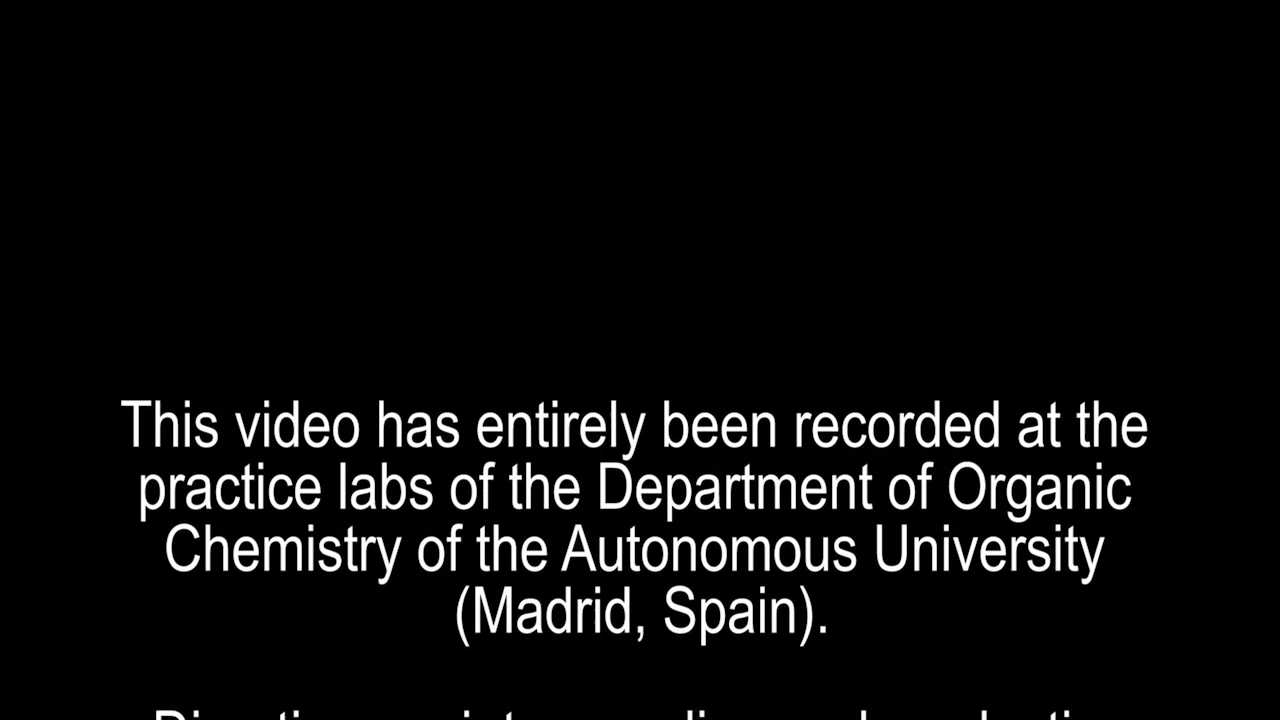 This video has entirely been recorded at the
practice labs of the Department of Organic
Chemistry of the Autonomous University
(Madrid, Spain).